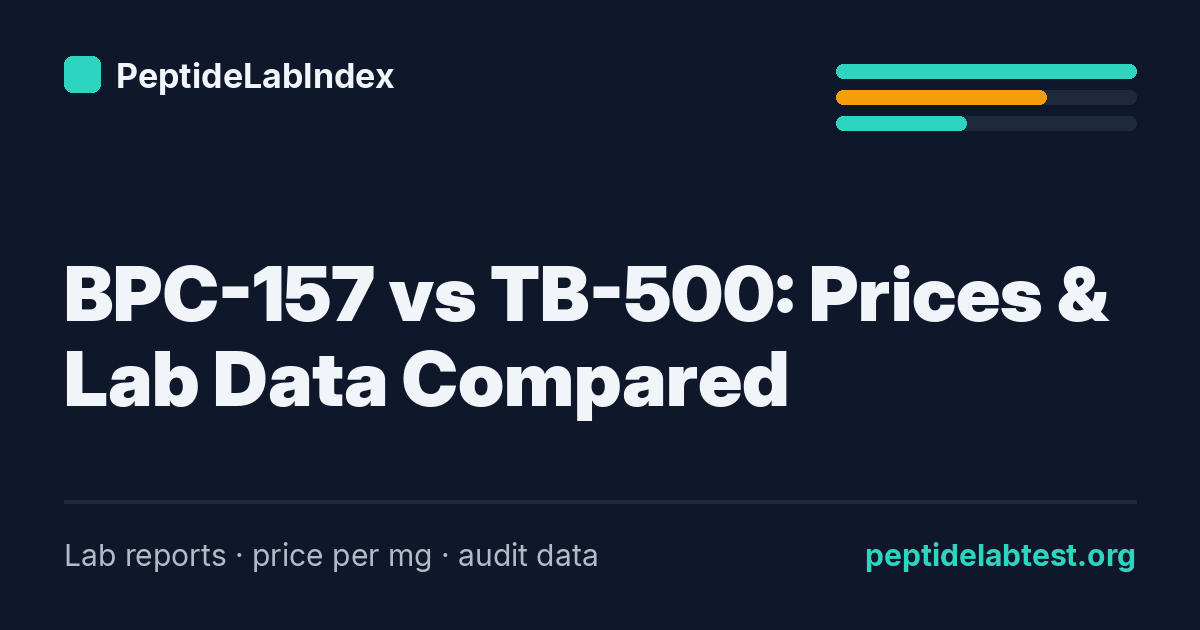 PeptideLabIndex
BPC-157 vs TB-500: Prices &
Lab Data Compared
Lab reports · price per mg · audit data
peptidelabtest.org